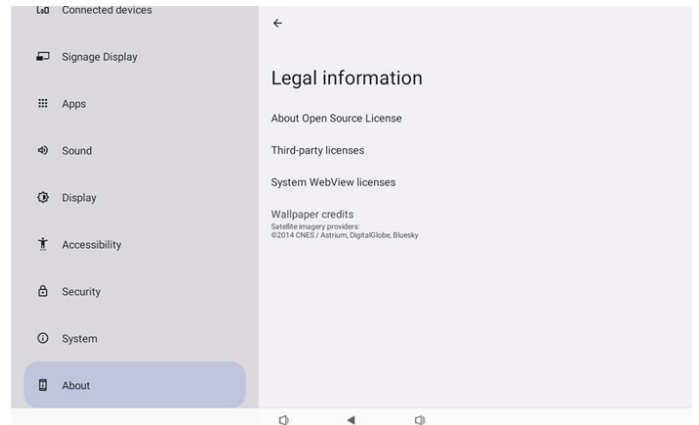 Connected devices
Signage Display
Apps
Sound
Display
Accessibility
Security
System
About
Legal information
About Open Source License
Third-party licenses
System WebView licenses
Wallpaper credits
Satellite imagery providers:
©2014 CNES / Astrium, DigitalGlobe, Bluesky